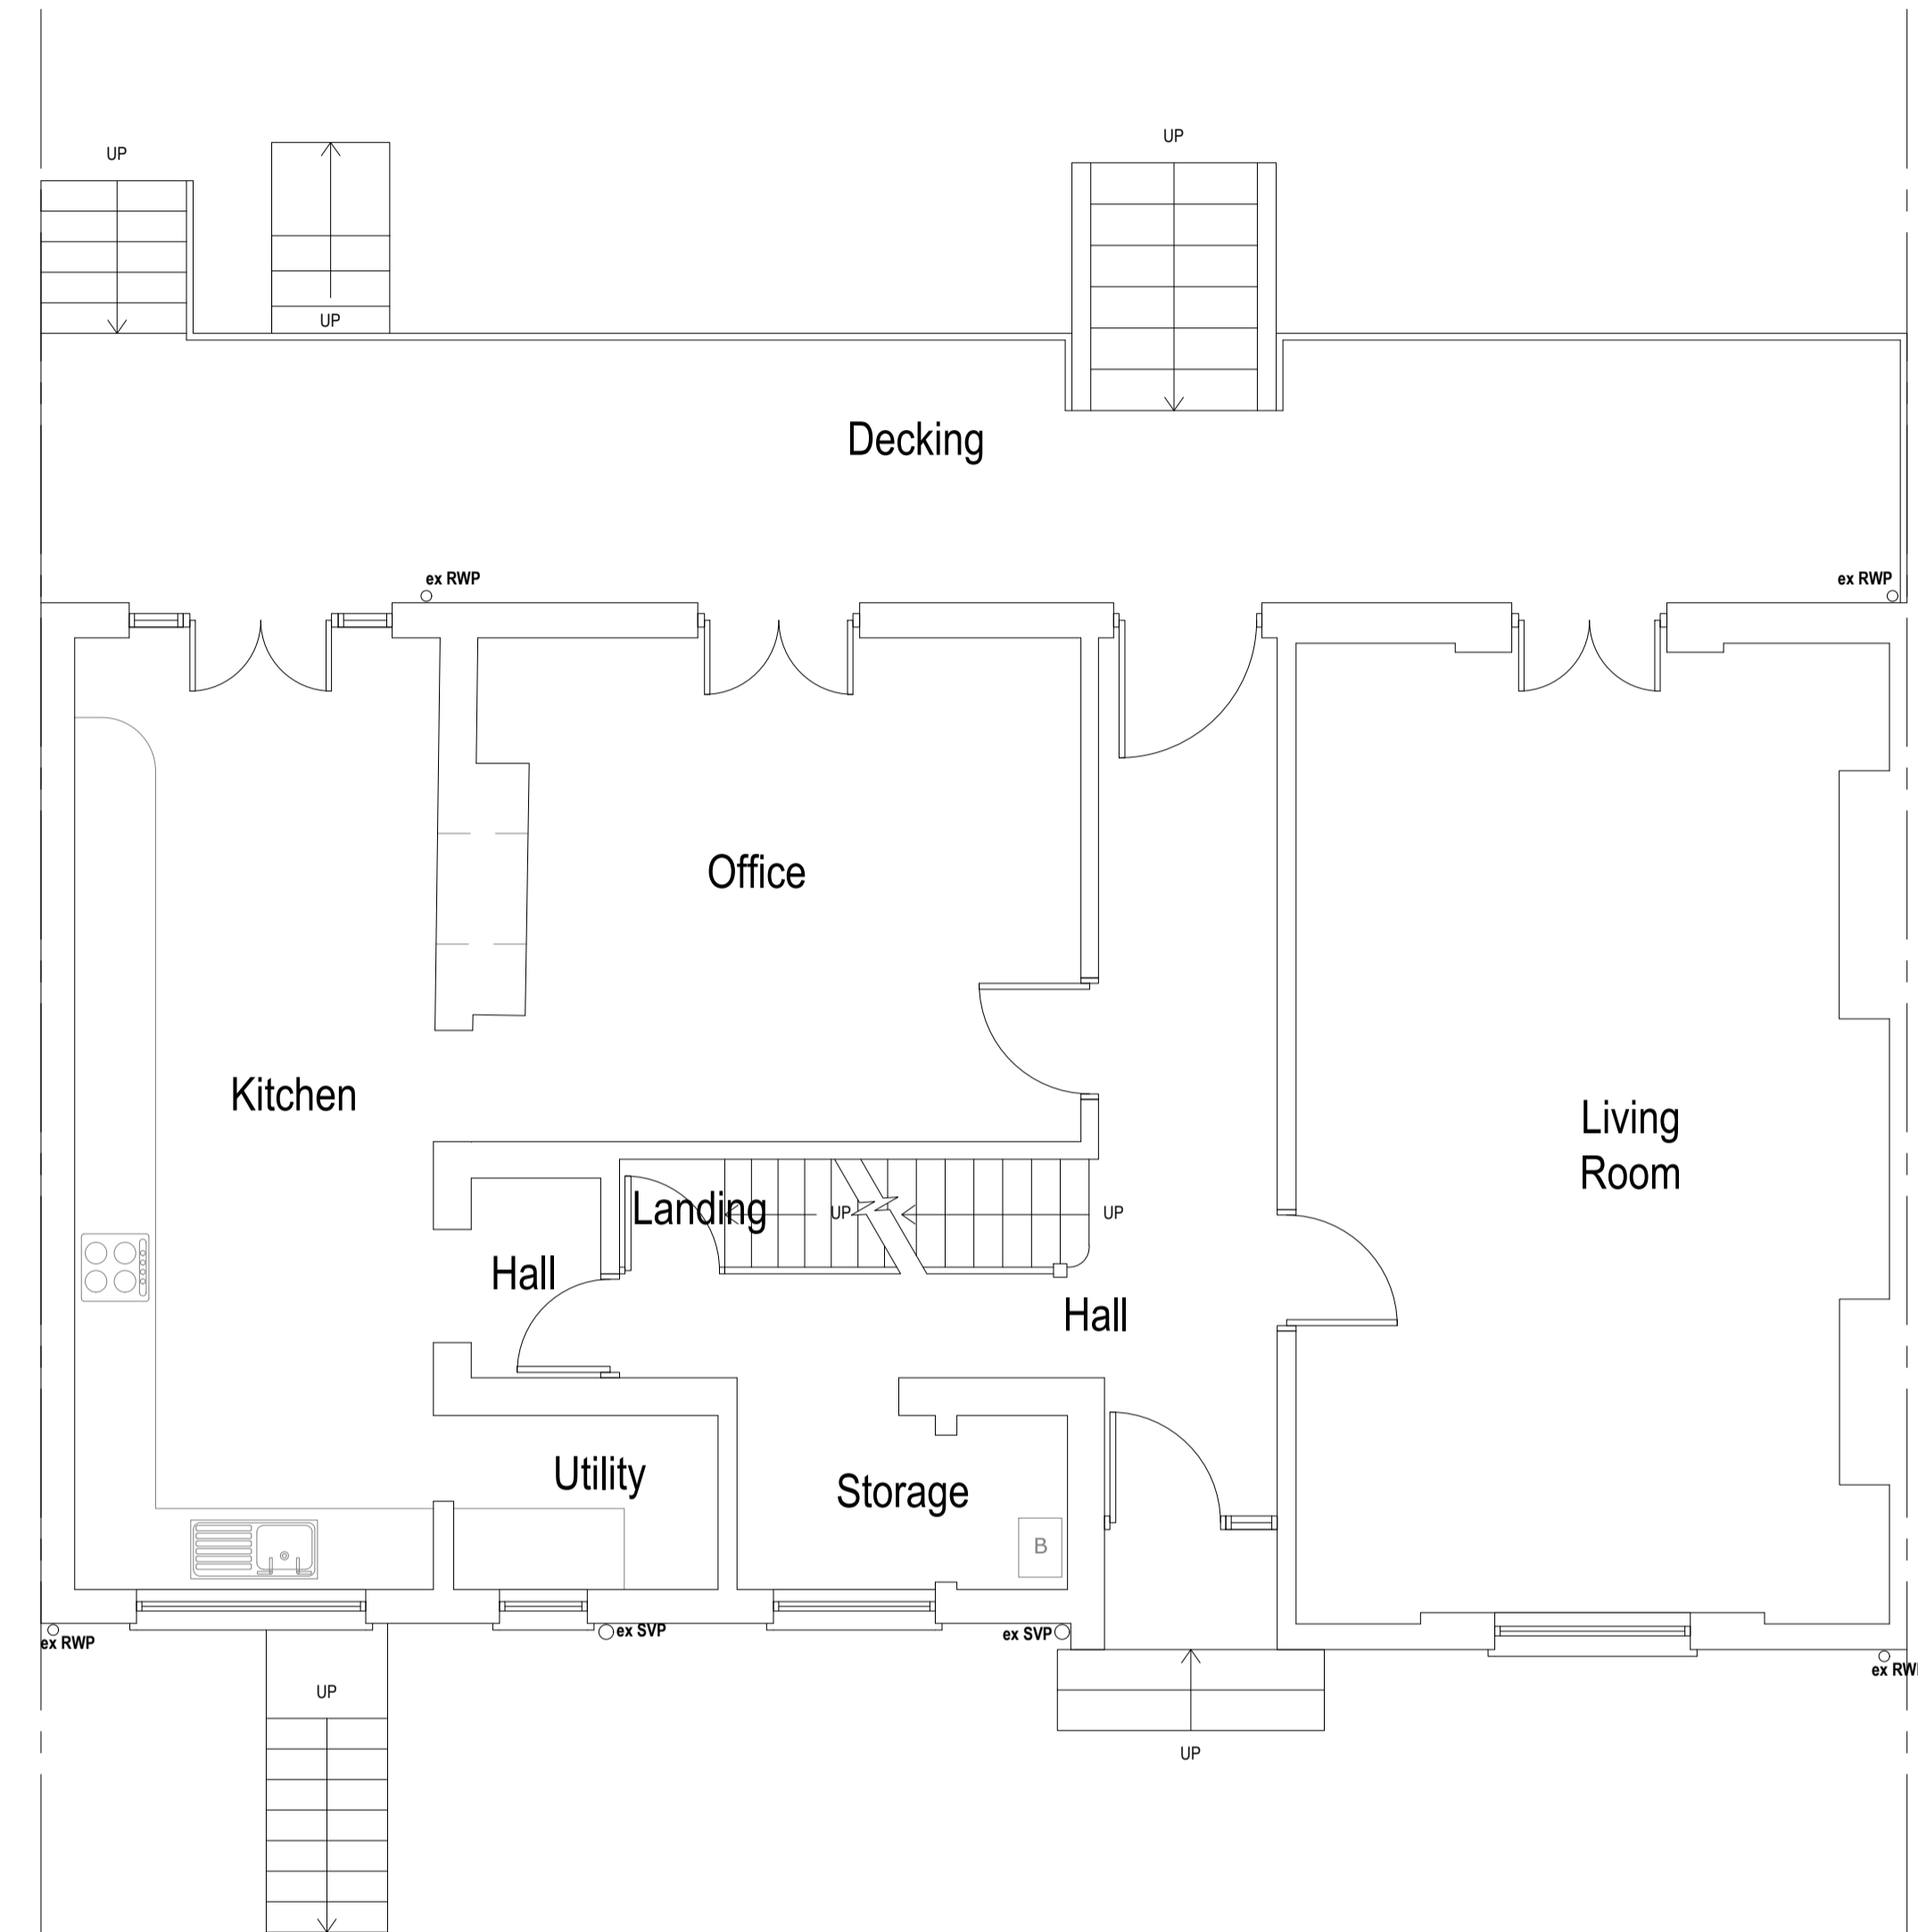 UP
UP
UP
Decking
ex RWP
ex RWP
Office
Kitchen
Living
Room
Landing
UP
UP
Hall
Hall
Utility
Storage
B
ex RWP
ex SVP
ex SVP
ex RW
UP
UP